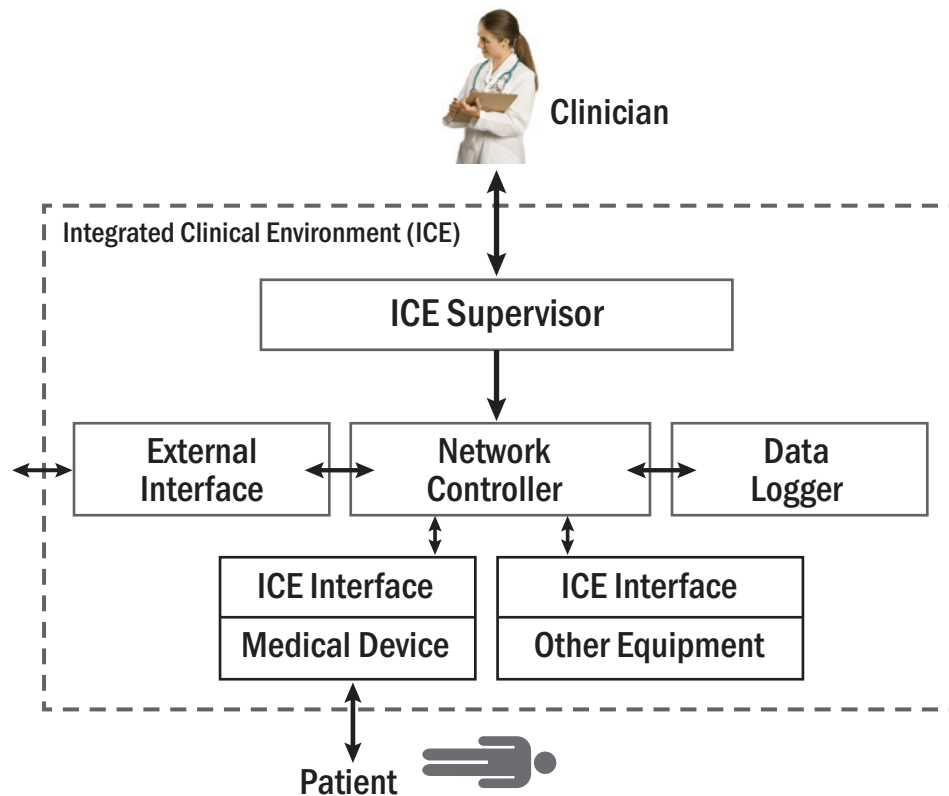 Clinician
Integrated Clinical Environment (ICE)
ICE Supervisor
External
Interface
Network
Controller
Data
Logger
ICE Interface
Medical Device
ICE Interface
Other Equipment
Patient